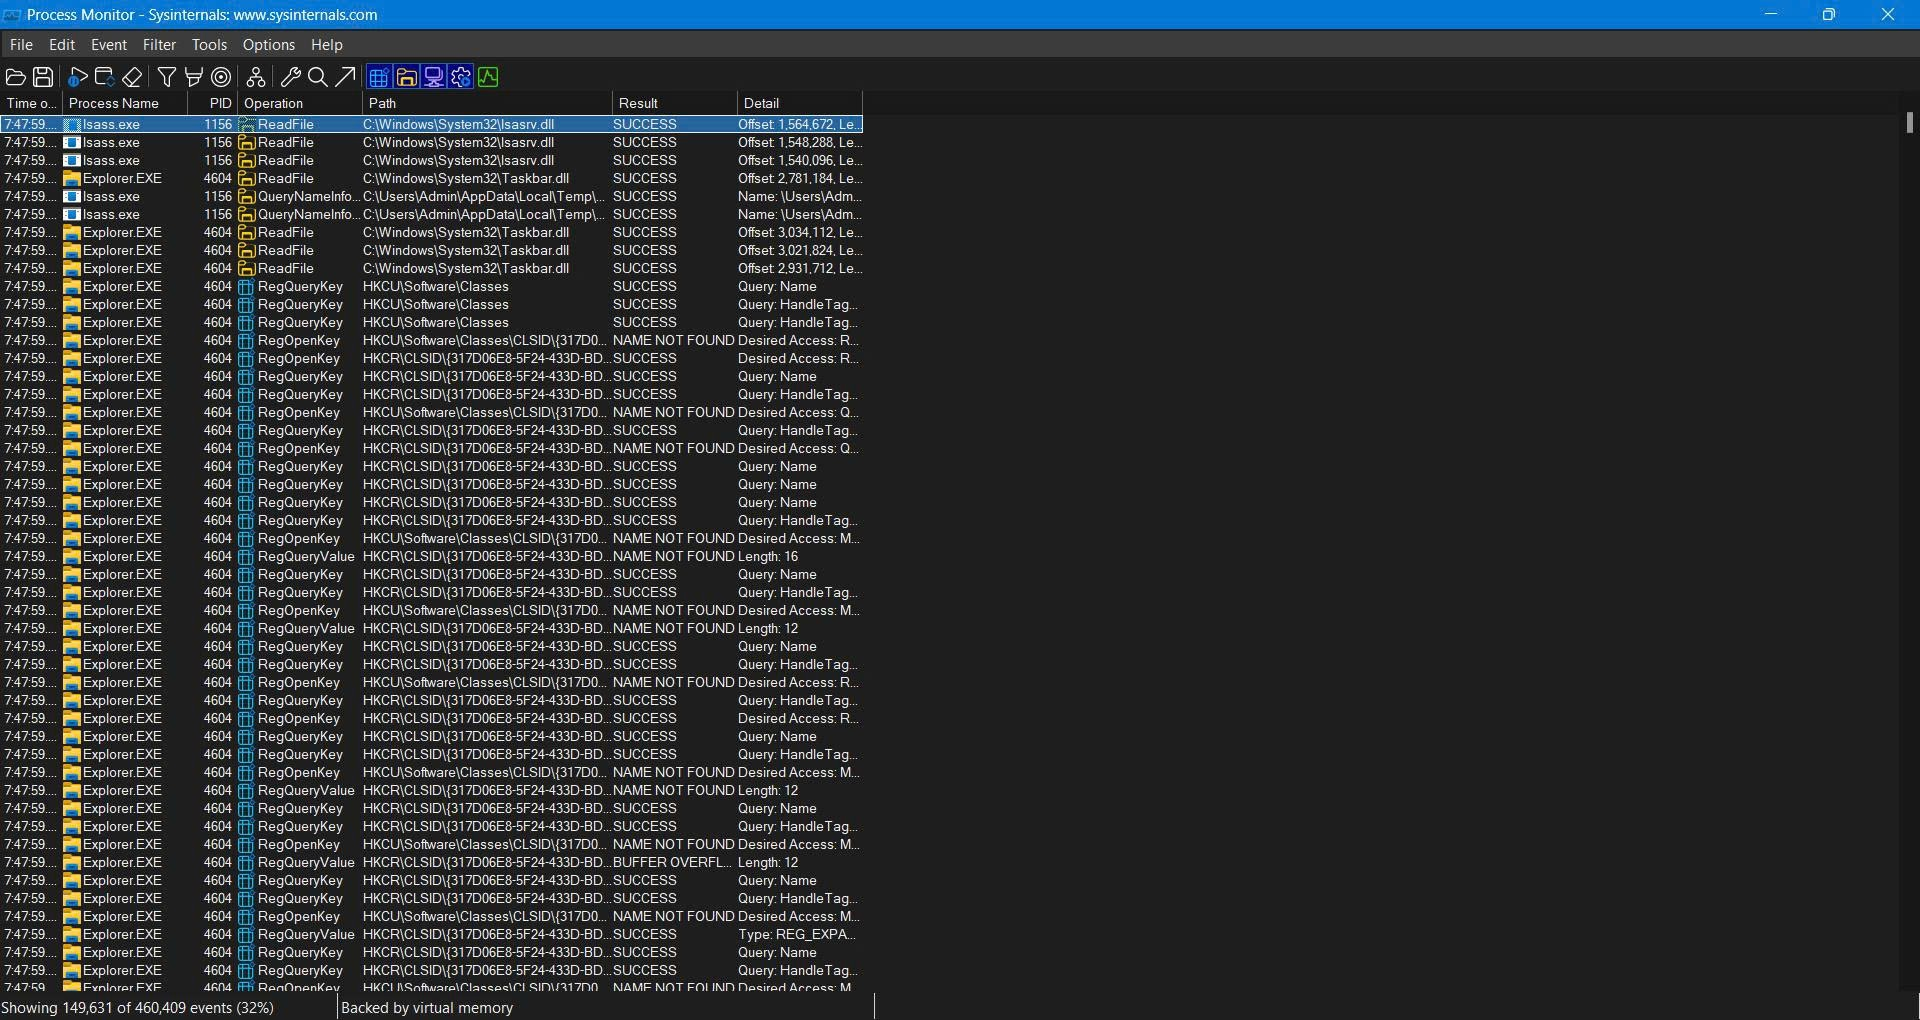 Process Monitor - Sysinternals: www.sysinternals.com
File Edit Event Filter Tools Options Help
Time o... Process Name PID Operation Path Result Detail
7:47:59.... lsass.exe 1156 ReadFile C:\Windows\System32\lsasrv.dll SUCCESS Offset: 1,564,672, Le...
7:47:59.... lsass.exe 1156 ReadFile C:\Windows\System32\lsasrv.dll SUCCESS Offset: 1,548,288, Le...
7:47:59.... lsass.exe 1156 ReadFile C:\Windows\System32\lsasrv.dll SUCCESS Offset: 1,540,096, Le...
7:47:59.... Explorer.EXE 4604 ReadFile C:\Windows\System32\Taskbar.dll SUCCESS Offset: 2,781,184, Le...
7:47:59.... lsass.exe 1156 QueryNameInfo... C:\Users\Admin\AppData\Local\Temp\... SUCCESS Name: \Users\Adm...
7:47:59.... lsass.exe 1156 QueryNameInfo... C:\Users\Admin\AppData\Local\Temp\... SUCCESS Name: \Users\Adm...
7:47:59.... Explorer.EXE 4604 ReadFile C:\Windows\System32\Taskbar.dll SUCCESS Offset: 3,034,112, Le...
7:47:59.... Explorer.EXE 4604 ReadFile C:\Windows\System32\Taskbar.dll SUCCESS Offset: 3,021,824, Le...
7:47:59.... Explorer.EXE 4604 ReadFile C:\Windows\System32\Taskbar.dll SUCCESS Offset: 2,931,712, Le...
7:47:59.... Explorer.EXE 4604 RegQueryKey HKCU\Software\Classes SUCCESS Query: Name
7:47:59.... Explorer.EXE 4604 RegQueryKey HKCU\Software\Classes SUCCESS Query: HandleTag...
7:47:59.... Explorer.EXE 4604 RegQueryKey HKCU\Software\Classes SUCCESS Query: HandleTag...
7:47:59.... Explorer.EXE 4604 RegOpenKey HKCU\Software\Classes\CLSID\{317D0... NAME NOT FOUND Desired Access: R...
7:47:59.... Explorer.EXE 4604 RegOpenKey HKCR\CLSID\{317D06E8-5F24-433D-BD... SUCCESS Desired Access: R...
7:47:59.... Explorer.EXE 4604 RegQueryKey HKCR\CLSID\{317D06E8-5F24-433D-BD... SUCCESS Query: Name
7:47:59.... Explorer.EXE 4604 RegQueryKey HKCR\CLSID\{317D06E8-5F24-433D-BD... SUCCESS Query: HandleTag...
7:47:59.... Explorer.EXE 4604 RegOpenKey HKCU\Software\Classes\CLSID\{317D0... NAME NOT FOUND Desired Access: Q...
7:47:59.... Explorer.EXE 4604 RegQueryKey HKCR\CLSID\{317D06E8-5F24-433D-BD... SUCCESS Query: HandleTag...
7:47:59.... Explorer.EXE 4604 RegOpenKey HKCR\CLSID\{317D06E8-5F24-433D-BD... NAME NOT FOUND Desired Access: Q...
7:47:59.... Explorer.EXE 4604 RegQueryKey HKCR\CLSID\{317D06E8-5F24-433D-BD... SUCCESS Query: Name
7:47:59.... Explorer.EXE 4604 RegQueryKey HKCR\CLSID\{317D06E8-5F24-433D-BD... SUCCESS Query: Name
7:47:59.... Explorer.EXE 4604 RegQueryKey HKCR\CLSID\{317D06E8-5F24-433D-BD... SUCCESS Query: Name
7:47:59.... Explorer.EXE 4604 RegQueryKey HKCR\CLSID\{317D06E8-5F24-433D-BD... SUCCESS Query: HandleTag...
7:47:59.... Explorer.EXE 4604 RegOpenKey HKCU\Software\Classes\CLSID\{317D0... NAME NOT FOUND Desired Access: M...
7:47:59.... Explorer.EXE 4604 RegQueryValue HKCR\CLSID\{317D06E8-5F24-433D-BD... NAME NOT FOUND Length: 16
7:47:59.... Explorer.EXE 4604 RegQueryKey HKCR\CLSID\{317D06E8-5F24-433D-BD... SUCCESS Query: Name
7:47:59.... Explorer.EXE 4604 RegQueryKey HKCR\CLSID\{317D06E8-5F24-433D-BD... SUCCESS Query: HandleTag...
7:47:59.... Explorer.EXE 4604 RegOpenKey HKCU\Software\Classes\CLSID\{317D0... NAME NOT FOUND Desired Access: M...
7:47:59.... Explorer.EXE 4604 RegQueryValue HKCR\CLSID\{317D06E8-5F24-433D-BD... NAME NOT FOUND Length: 12
7:47:59.... Explorer.EXE 4604 RegQueryKey HKCR\CLSID\{317D06E8-5F24-433D-BD... SUCCESS Query: Name
7:47:59.... Explorer.EXE 4604 RegQueryKey HKCR\CLSID\{317D06E8-5F24-433D-BD... SUCCESS Query: HandleTag...
7:47:59.... Explorer.EXE 4604 RegOpenKey HKCU\Software\Classes\CLSID\{317D0... NAME NOT FOUND Desired Access: R...
7:47:59.... Explorer.EXE 4604 RegQueryKey HKCR\CLSID\{317D06E8-5F24-433D-BD... SUCCESS Query: HandleTag...
7:47:59.... Explorer.EXE 4604 RegOpenKey HKCR\CLSID\{317D06E8-5F24-433D-BD... SUCCESS Desired Access: R...
7:47:59.... Explorer.EXE 4604 RegQueryKey HKCR\CLSID\{317D06E8-5F24-433D-BD... SUCCESS Query: Name
7:47:59.... Explorer.EXE 4604 RegQueryKey HKCR\CLSID\{317D06E8-5F24-433D-BD... SUCCESS Query: HandleTag...
7:47:59.... Explorer.EXE 4604 RegOpenKey HKCU\Software\Classes\CLSID\{317D0... NAME NOT FOUND Desired Access: M...
7:47:59.... Explorer.EXE 4604 RegQueryValue HKCR\CLSID\{317D06E8-5F24-433D-BD... NAME NOT FOUND Length: 12
7:47:59.... Explorer.EXE 4604 RegQueryKey HKCR\CLSID\{317D06E8-5F24-433D-BD... SUCCESS Query: Name
7:47:59.... Explorer.EXE 4604 RegQueryKey HKCR\CLSID\{317D06E8-5F24-433D-BD... SUCCESS Query: HandleTag...
7:47:59.... Explorer.EXE 4604 RegOpenKey HKCU\Software\Classes\CLSID\{317D0... NAME NOT FOUND Desired Access: M...
7:47:59.... Explorer.EXE 4604 RegQueryValue HKCR\CLSID\{317D06E8-5F24-433D-BD... BUFFER OVERFL... Length: 12
7:47:59.... Explorer.EXE 4604 RegQueryKey HKCR\CLSID\{317D06E8-5F24-433D-BD... SUCCESS Query: Name
7:47:59.... Explorer.EXE 4604 RegQueryKey HKCR\CLSID\{317D06E8-5F24-433D-BD... SUCCESS Query: HandleTag...
7:47:59.... Explorer.EXE 4604 RegOpenKey HKCU\Software\Classes\CLSID\{317D0... NAME NOT FOUND Desired Access: M...
7:47:59.... Explorer.EXE 4604 RegQueryValue HKCR\CLSID\{317D06E8-5F24-433D-BD... SUCCESS Type: REG_EXPA...
7:47:59.... Explorer.EXE 4604 RegQueryKey HKCR\CLSID\{317D06E8-5F24-433D-BD... SUCCESS Query: Name
7:47:59.... Explorer.EXE 4604 RegQueryKey HKCR\CLSID\{317D06E8-5F24-433D-BD... SUCCESS Query: HandleTag...
7:47:59.... Explorer.EXE 4604 RegOpenKey HKCU\Software\Classes\CLSID\{317D0... NAME NOT FOUND Desired Access: M...
Showing 149,631 of 460,409 events (32%) Backed by virtual memory